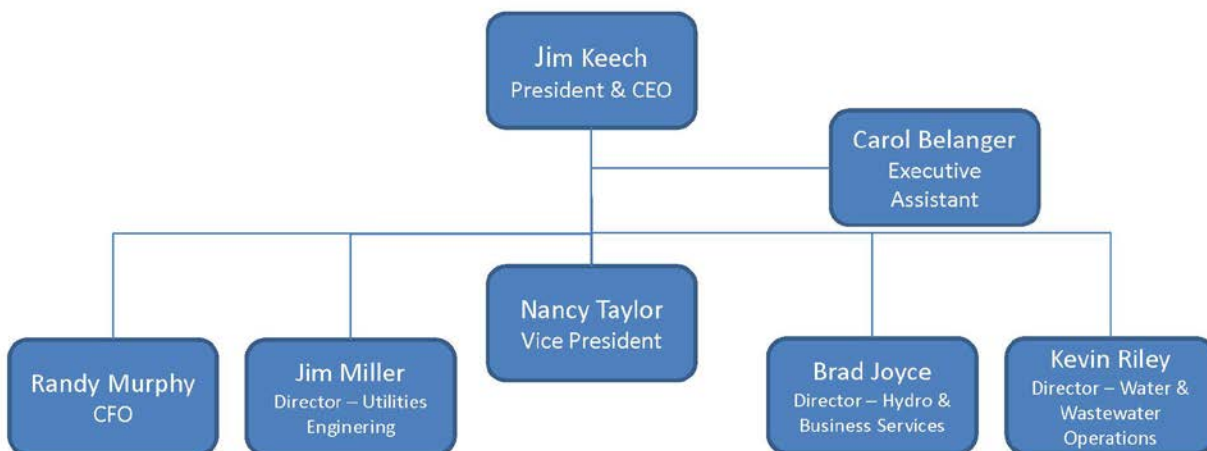 Jim Keech
President & CEO
Carol Belanger
Executive
Assistant
Nancy Taylor
Vice President
Randy Murphy
CFO
Jim Miller
Director – Utilities
Enginering
Brad Joyce
Director – Hydro &
Business Services
Kevin Riley
Director – Water &
Wastewater
Operations